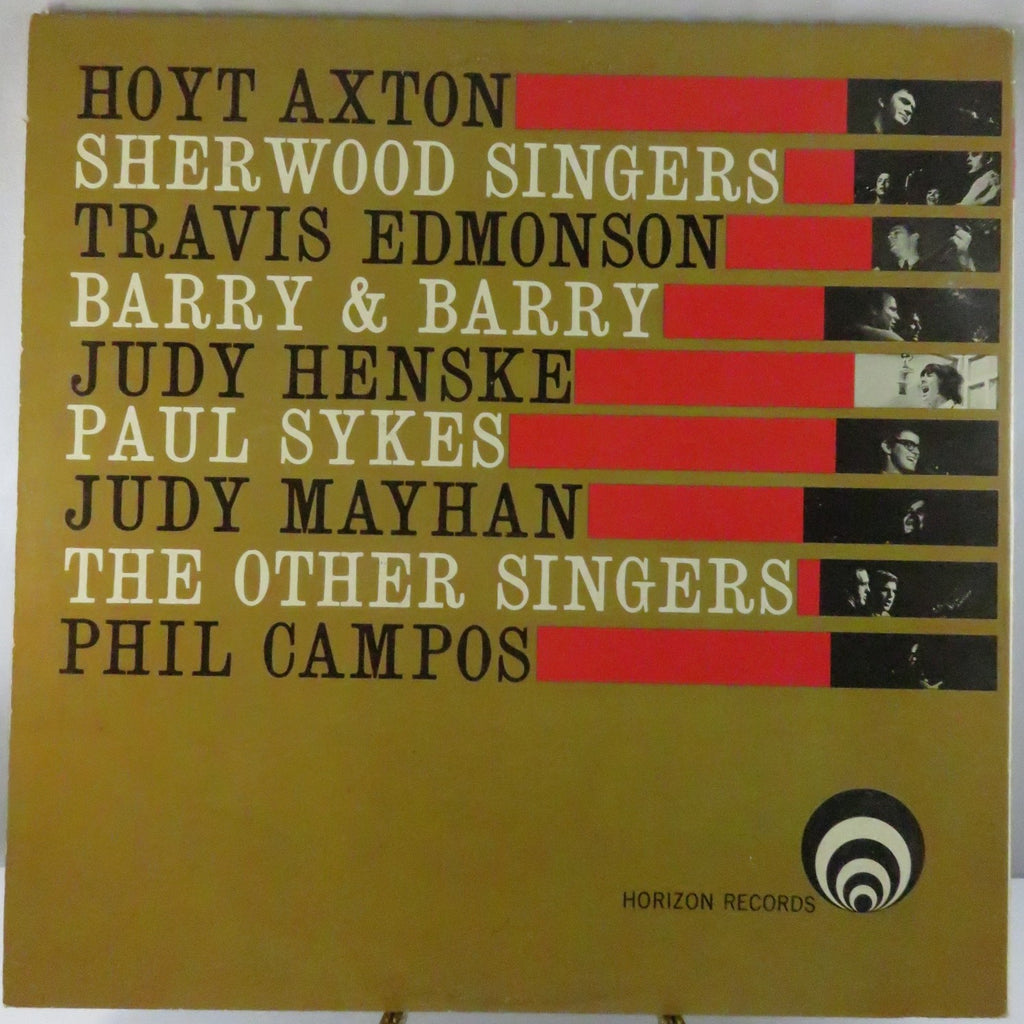 HOYT AXTON
SHERWOOD SINGERS
TRAVIS EDMONSON
BARRY & BARRY
JUDY HENSKE
PAUL SYKES
JUDY MAYHAN
THE OTHER SINGERS
PHIL CAMPOS
HORIZON RECORDS